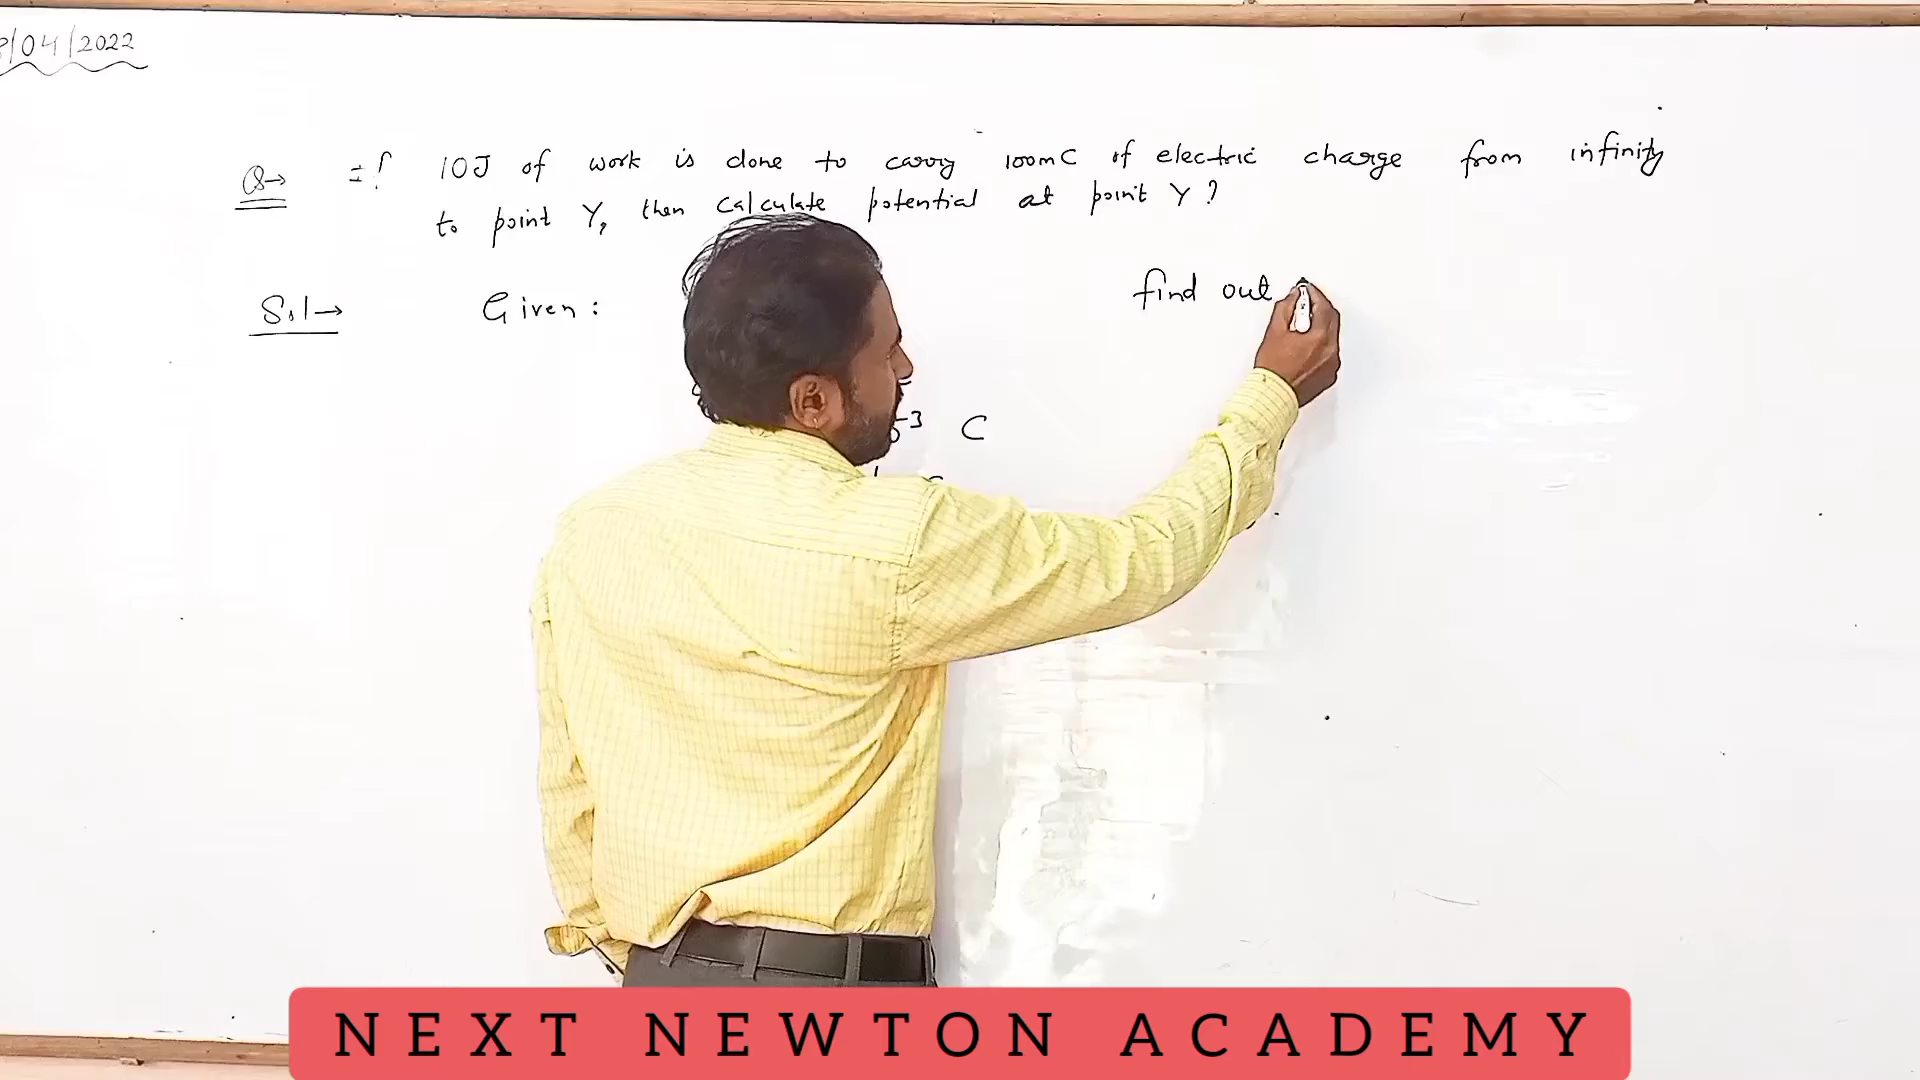 /04/2022
Q→ If 10J of work is done to carry 100mC of electric charge from infinity
to point Y, then Calculate potential at point Y?
Sol→ Given: find out
-3 C
NEXT NEWTON ACADEMY